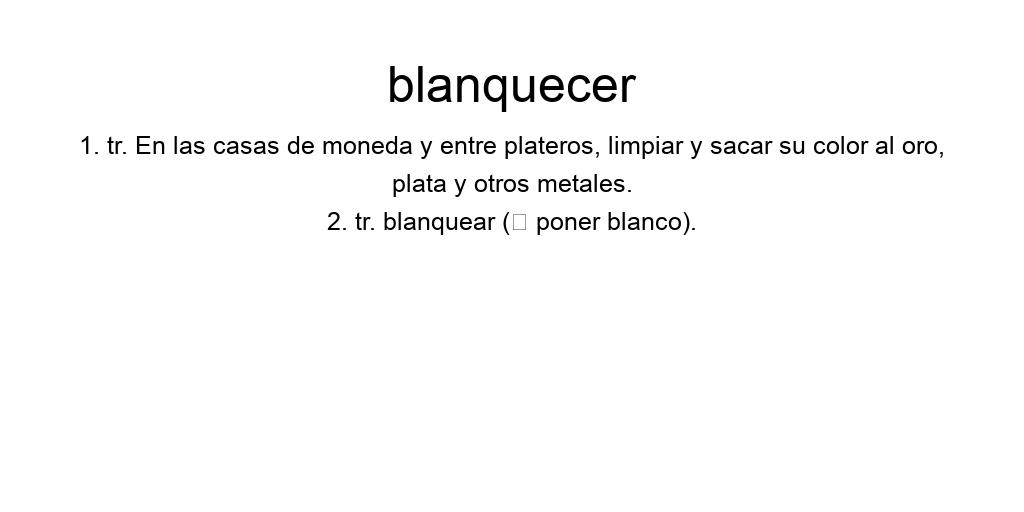 blanquecer
1. tr. En las casas de moneda y entre plateros, limpiar y sacar su color al oro,
plata y otros metales.
2. tr. blanquear (□ poner blanco).